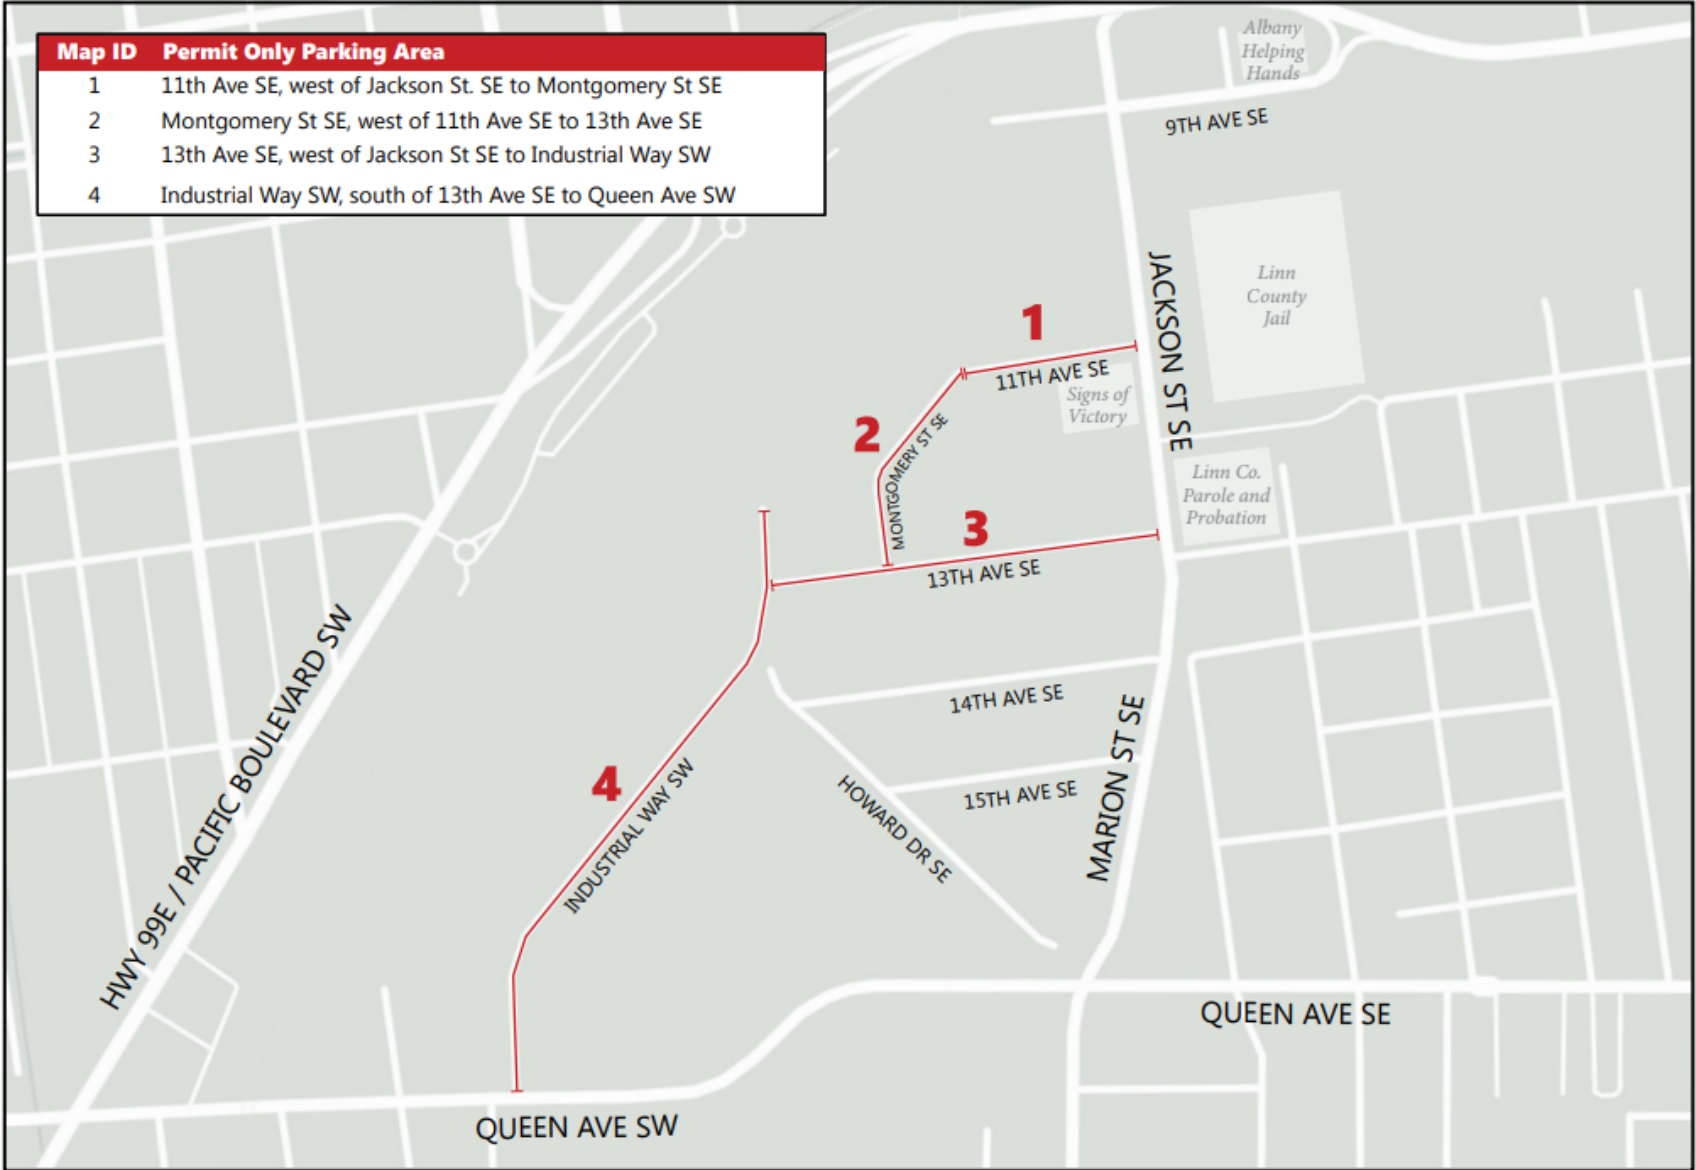 Map ID Permit Only Parking Area
1 11th Ave SE, west of Jackson St. SE to Montgomery St SE
2 Montgomery St SE, west of 11th Ave SE to 13th Ave SE
3 13th Ave SE, west of Jackson St SE to Industrial Way SW
4 Industrial Way SW, south of 13th Ave SE to Queen Ave SW
Albany
Helping
Hands
9TH AVE SE
JACKSON ST SE
Linn
County
Jail
1
11TH AVE SE
Signs of
Victory
2
MONTGOMERY ST SE
Linn Co.
Parole and
Probation
3
13TH AVE SE
HWY 99E / PACIFIC BOULEVARD SW
14TH AVE SE
MARION ST SE
4
INDUSTRIAL WAY SW
15TH AVE SE
HOWARD DR SE
QUEEN AVE SE
QUEEN AVE SW